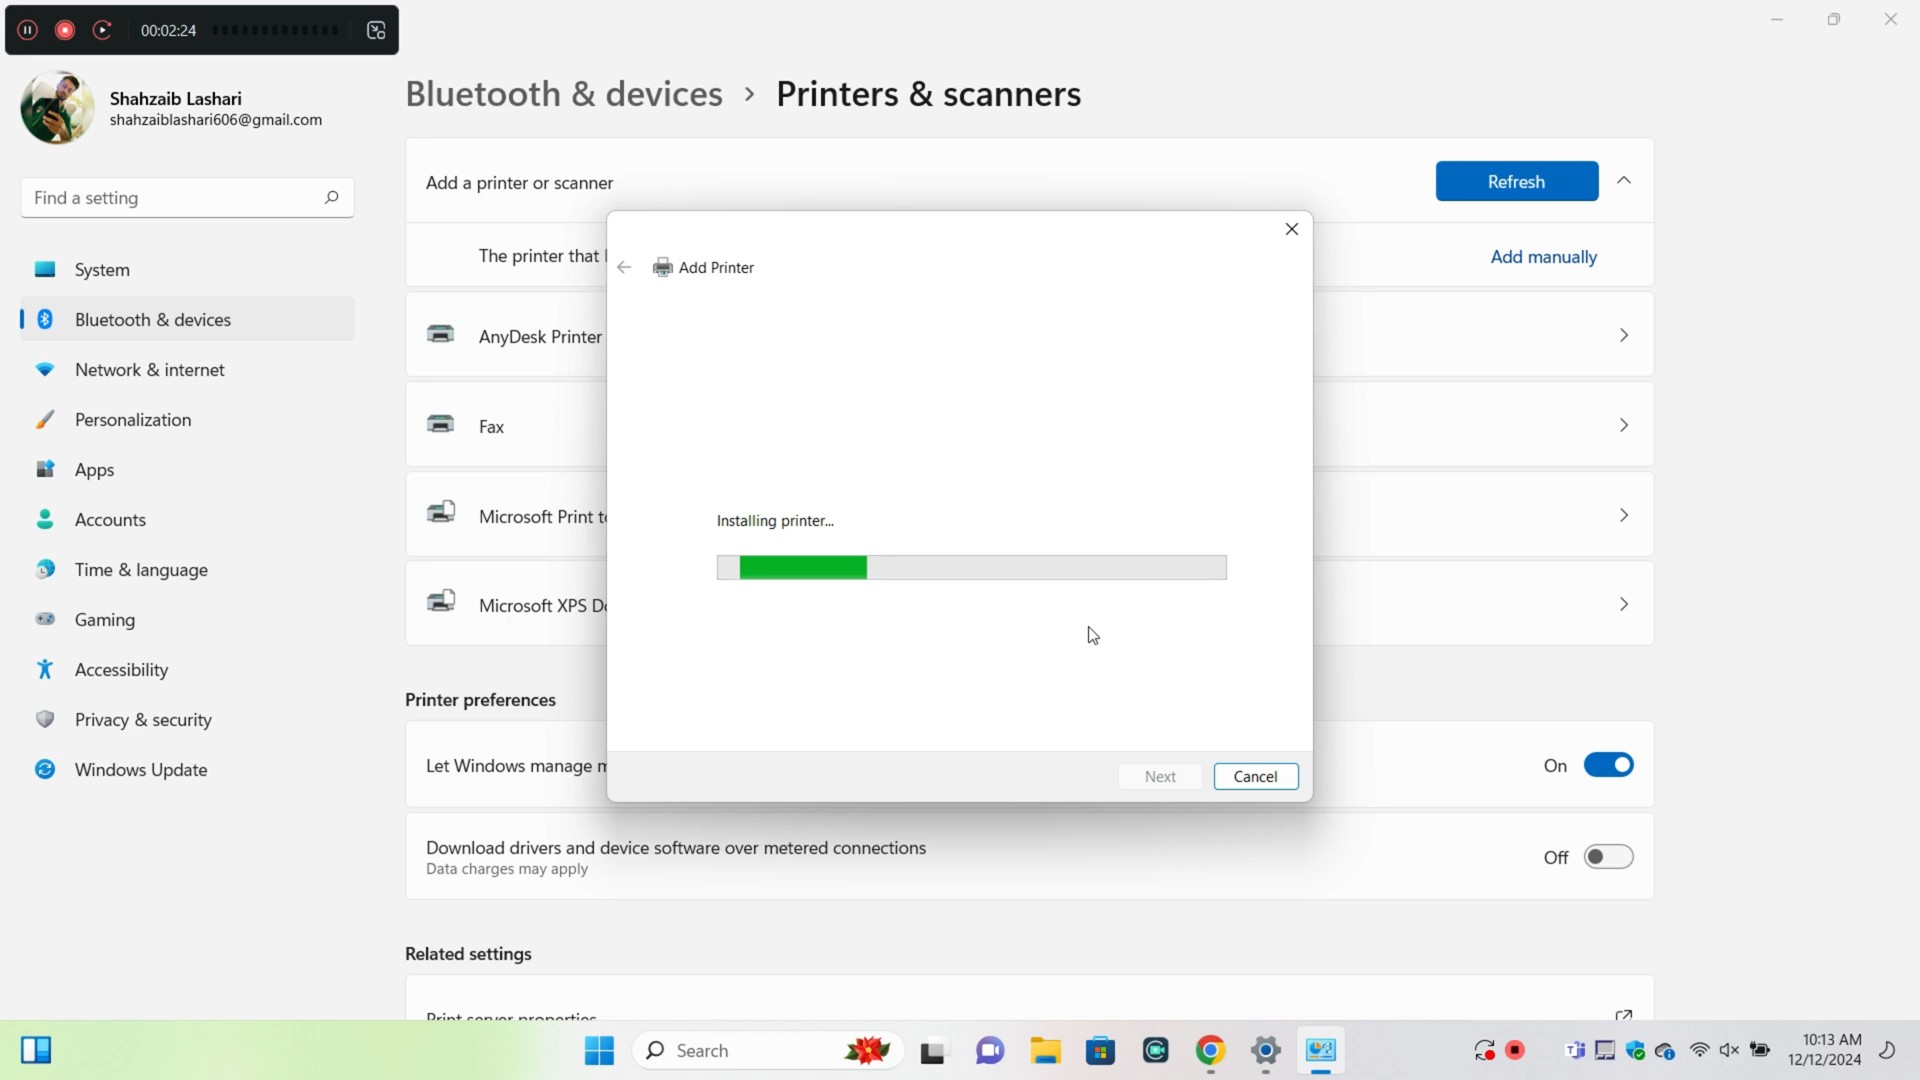 00:02:24
Shahzaib Lashari
shahzaiblashari606@gmail.com
Find a setting
System
Bluetooth & devices
Network & internet
Personalization
Apps
Accounts
Time & language
Gaming
Accessibility
Privacy & security
Windows Update
Bluetooth & devices > Printers & scanners
Add a printer or scanner
Refresh
The printer that
Add manually
AnyDesk Printer
Fax
Microsoft Print
Microsoft XPS
Add Printer
Installing printer...
Next
Cancel
Printer preferences
Let Windows manage
On
Download drivers and device software over metered connections
Data charges may apply
Off
Related settings
Print server properties
Search
10:13 AM
12/12/2024